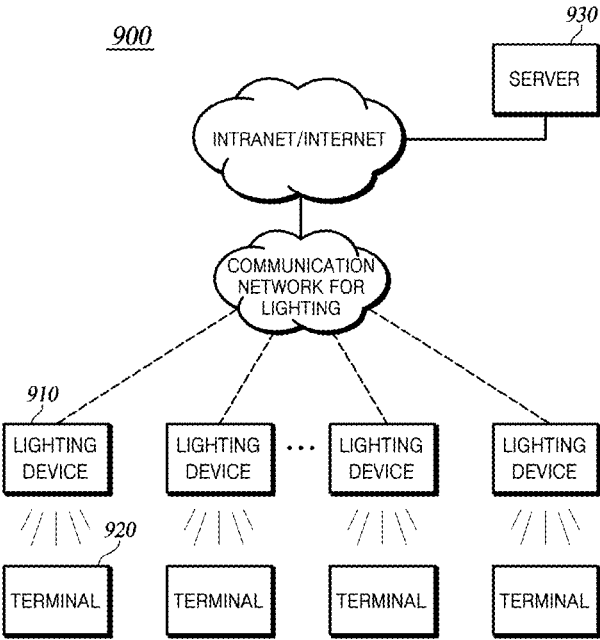 900
930
SERVER
INTRANET/INTERNET
COMMUNICATION
NETWORK FOR
LIGHTING
910
LIGHTING
DEVICE
LIGHTING
DEVICE
...
LIGHTING
DEVICE
LIGHTING
DEVICE
920
TERMINAL
TERMINAL
TERMINAL
TERMINAL